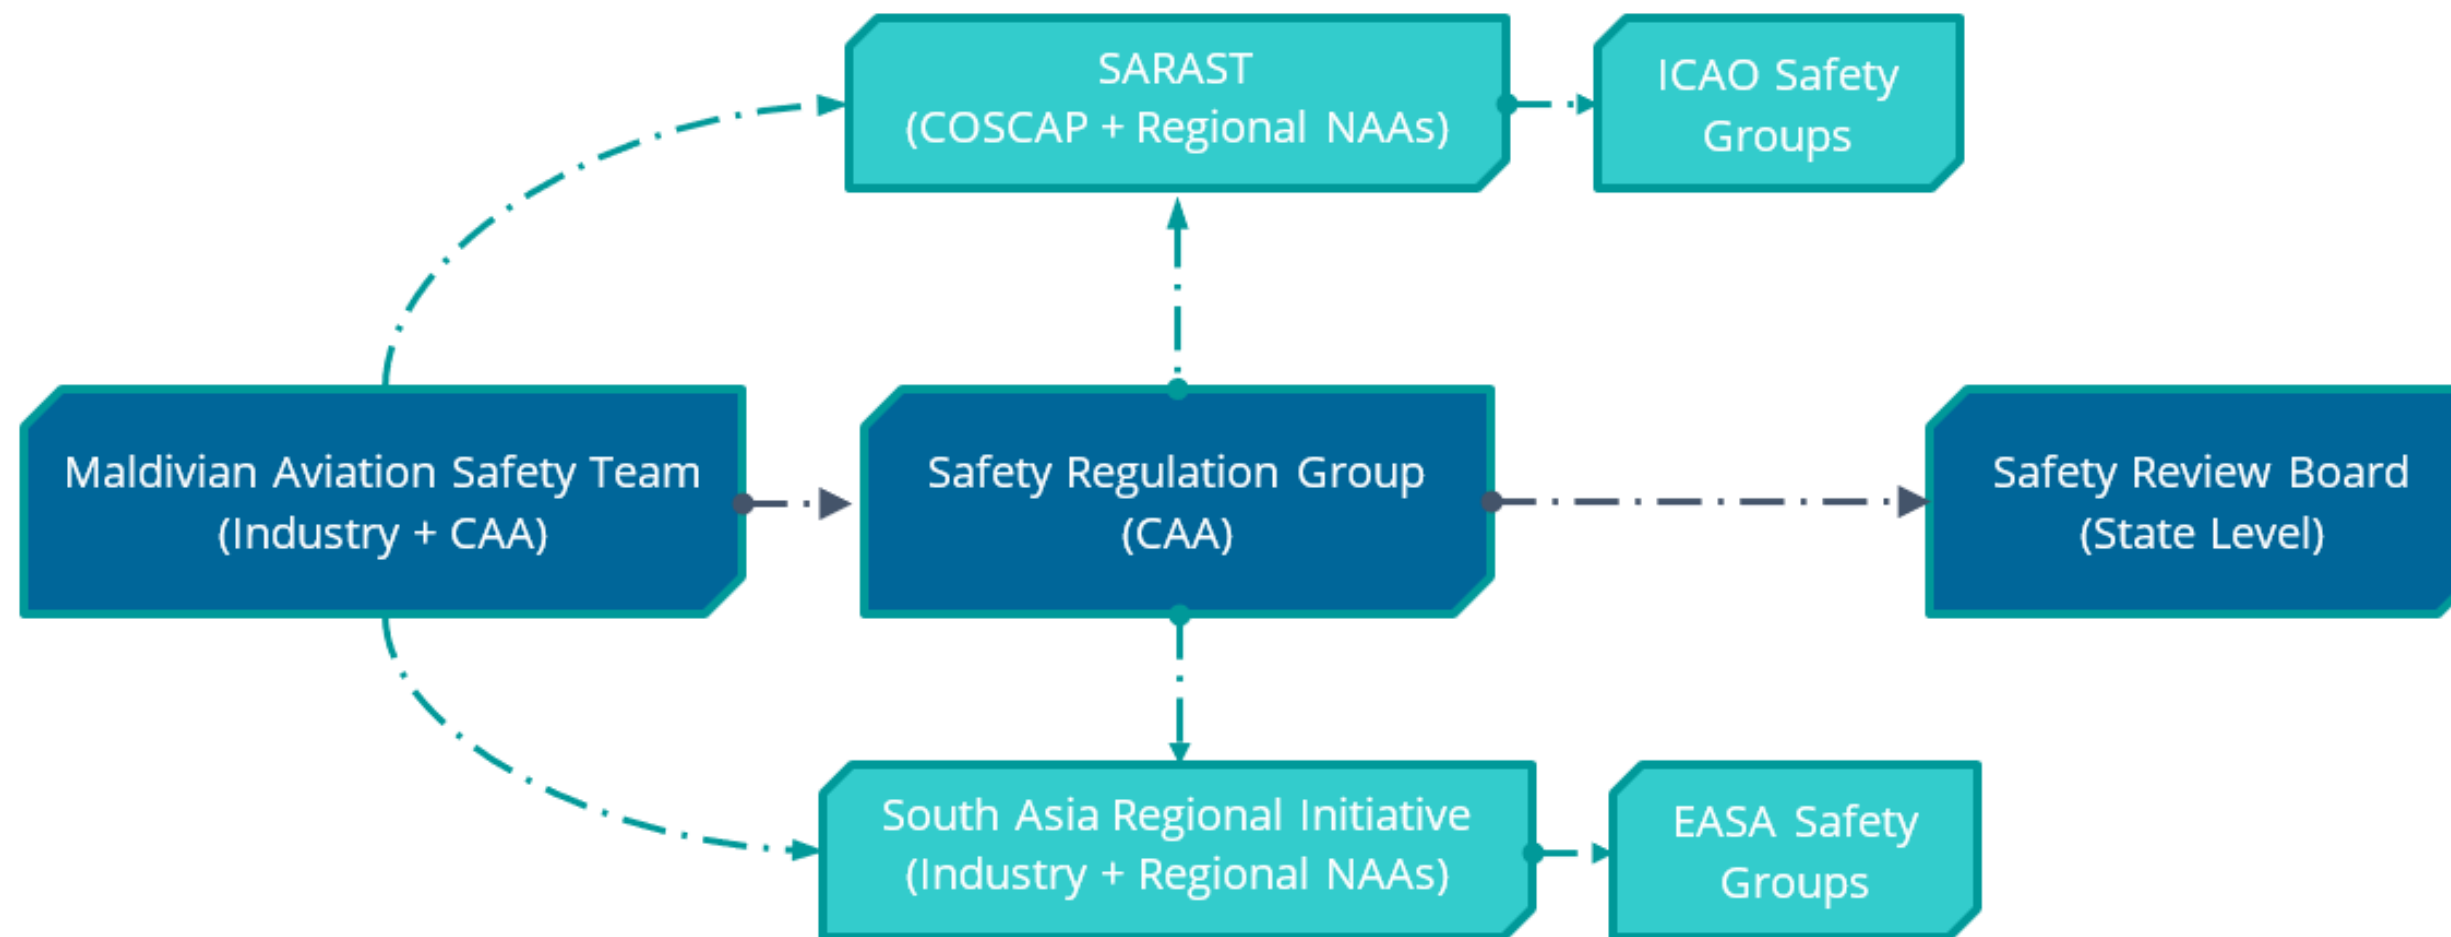 SARAST
(COSCAP + Regional NAAs)
ICAO Safety
Groups
Maldivian Aviation Safety Team
(Industry + CAA)
Safety Regulation Group
(CAA)
Safety Review Board
(State Level)
South Asia Regional Initiative
(Industry + Regional NAAs)
EASA Safety
Groups